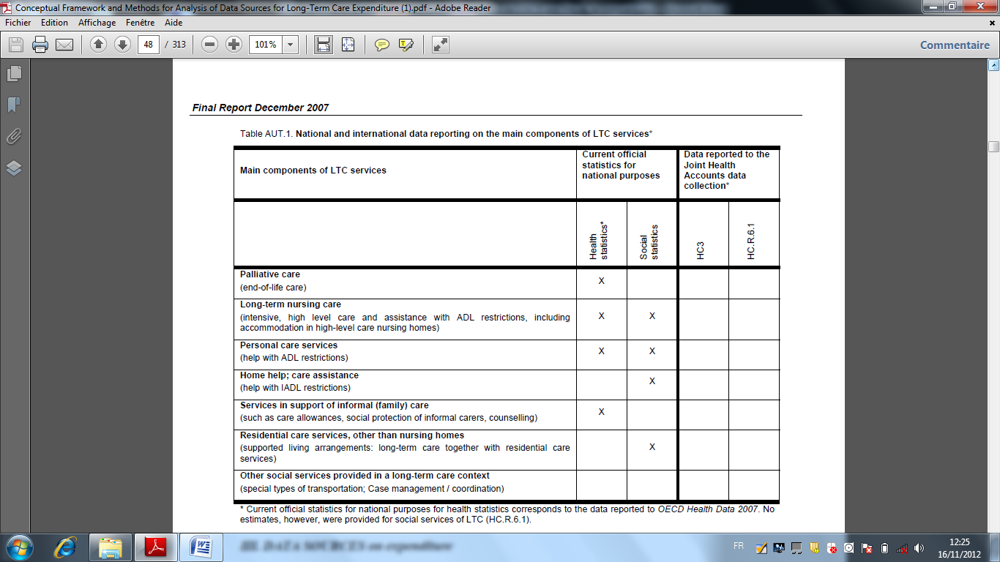 Conceptual Framework and Methods for Analysis of Data Sources for Long-Term Care Expenditure (1).pdf - Adobe Reader
Fichier Edition Affichage Fenêtre Aide
48 / 313 101% Commentaire
Final Report December 2007
Table AUT.1. National and international data reporting on the main components of LTC services*
Main components of LTC services
Current official
statistics for
national purposes
Data reported to the
Joint Health
Accounts data
collection*
Health
statistics*
Social
statistics
HC3
HC.R.6.1
Palliative care
(end-of-life care)
X
Long-term nursing care
(intensive, high level care and assistance with ADL restrictions, including
accommodation in high-level care nursing homes)
X X
Personal care services
(help with ADL restrictions)
X X
Home help; care assistance
(help with IADL restrictions)
X
Services in support of informal (family) care
(such as care allowances, social protection of informal carers, counselling)
X
Residential care services, other than nursing homes
(supported living arrangements: long-term care together with residential care
services)
X
Other social services provided in a long-term care context
(special types of transportation; Case management / coordination)
* Current official statistics for national purposes for health statistics corresponds to the data reported to OECD Health Data 2007. No
estimates, however, were provided for social services of LTC (HC.R.6.1).
III. DATA SOURCES on expenditure
FR
12:25
16/11/2012